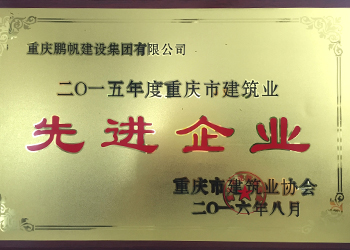 重庆鹏帆建设集团有限公司
二〇一五年度重庆市建筑业
先进企业
重庆市建筑业协会
二〇一六年八月